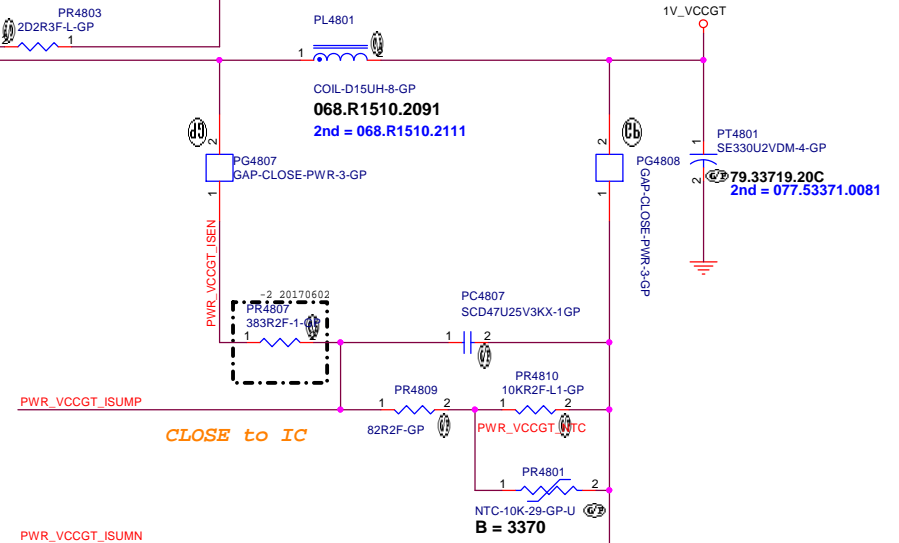 PR4803
2D2R3F-L-GP
2
1
PL4801
1
2
COIL-D15UH-8-GP
068.R1510.2091
2nd = 068.R1510.2111
1V_VCCGT
2
PG4807
GAP-CLOSE-PWR-3-GP
1
2
PG4808
GAP-CLOSE-PWR-3-GP
1
PT4801
SE330U2VDM-4-GP
1
2
79.33719.20C
2nd = 077.53371.0081
PWR_VCCGT_ISEN
-2 20170602
PR4807
383R2F-1-GP
1
2
PC4807
SCD47U25V3KX-1GP
1
2
PWR_VCCGT_ISUMP
CLOSE to IC
PR4809
1
2
82R2F-GP
PR4810
10KR2F-L1-GP
1
2
PWR_VCCGT_NTC
PR4801
1
2
NTC-10K-29-GP-U
B = 3370
PWR_VCCGT_ISUMN